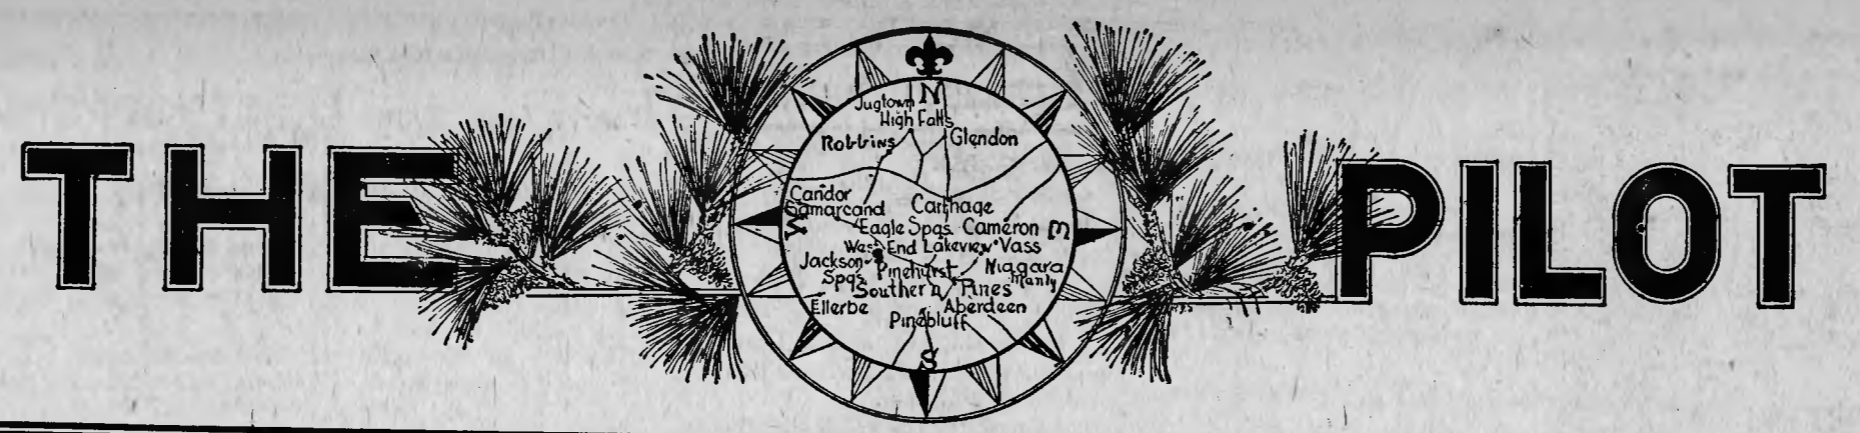 THE PILOT
N
Jugtown
High Falls
Robbins Glendon
Candor
Samarcand Carthage
W Eagle Spgs. Cameron E
West End Lakeview Vass
Jackson Spgs. Pinehurst Niagara
Manly
Southern Pines
Ellerbe Aberdeen
Pinebluff
S